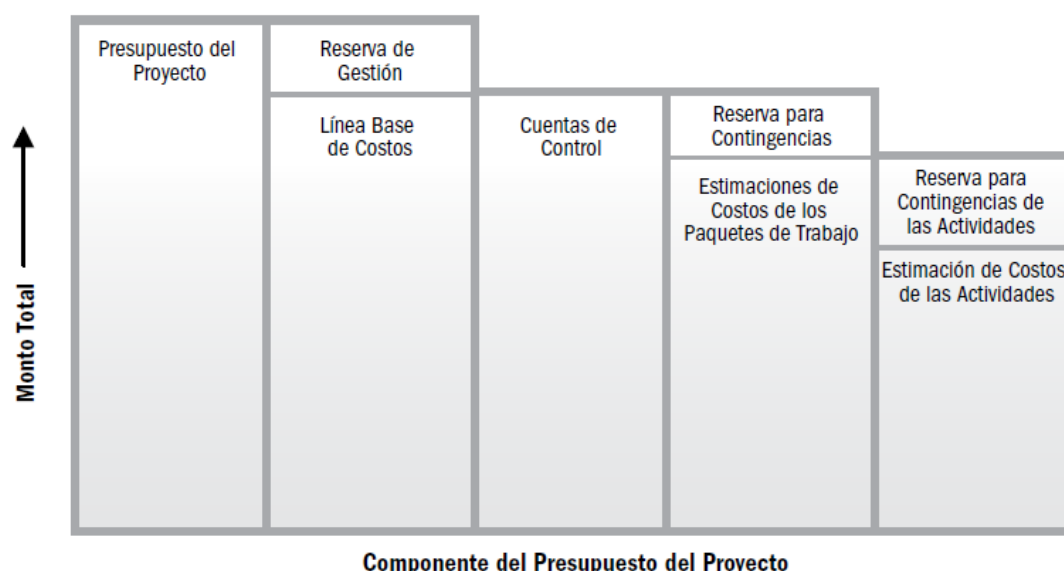 Presupuesto del
Proyecto
Reserva de
Gestión
Línea Base
de Costos
Cuentas de
Control
Reserva para
Contingencias
Estimaciones de
Costos de los
Paquetes de Trabajo
Reserva para
Contingencias de
las Actividades
Estimación de Costos
de las Actividades
Monto Total
Componente del Presupuesto del Proyecto